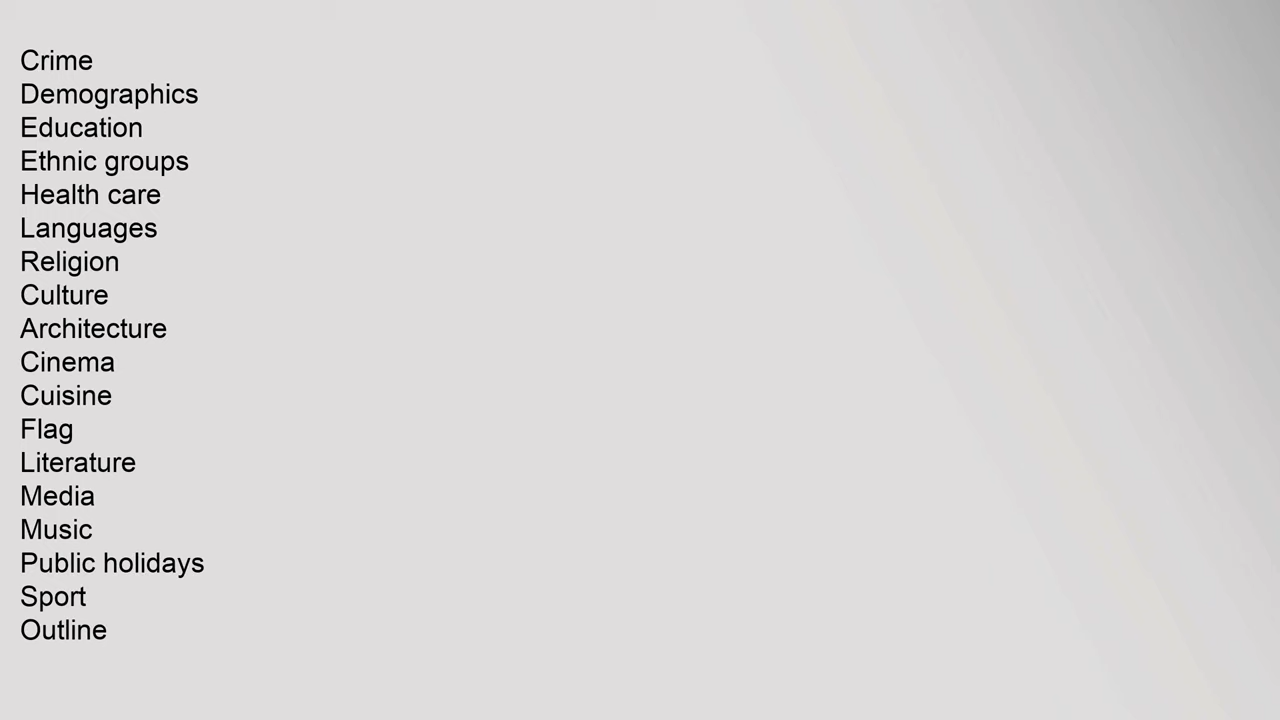 Crime
Demographics
Education
Ethnic groups
Health care
Languages
Religion
Culture
Architecture
Cinema
Cuisine
Flag
Literature
Media
Music
Public holidays
Sport
Outline